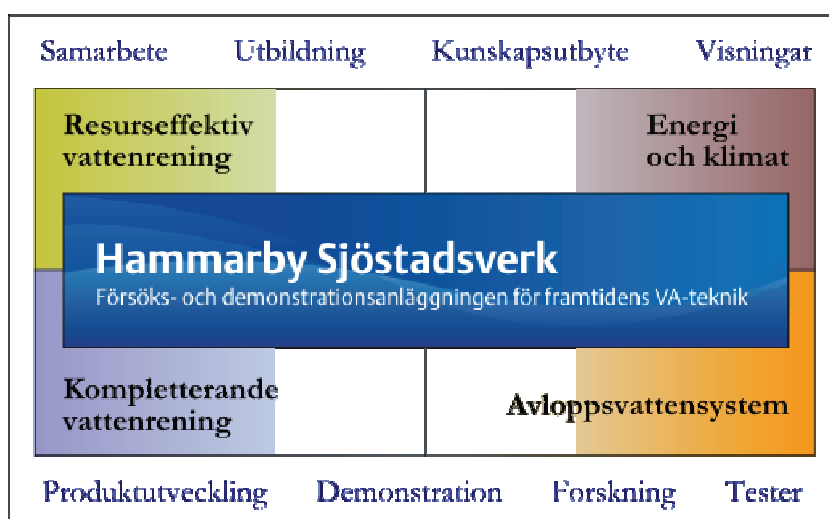 Samarbete Utbildning Kunskapsutbyte Visningar
Resurseffektiv
vattenrening
Energi
och klimat
Hammarby Sjöstadsverk
Försöks- och demonstrationsanläggningen för framtidens VA-teknik
Kompletterande
vattenrening
Avloppsvattensystem
Produktutveckling Demonstration Forskning Tester